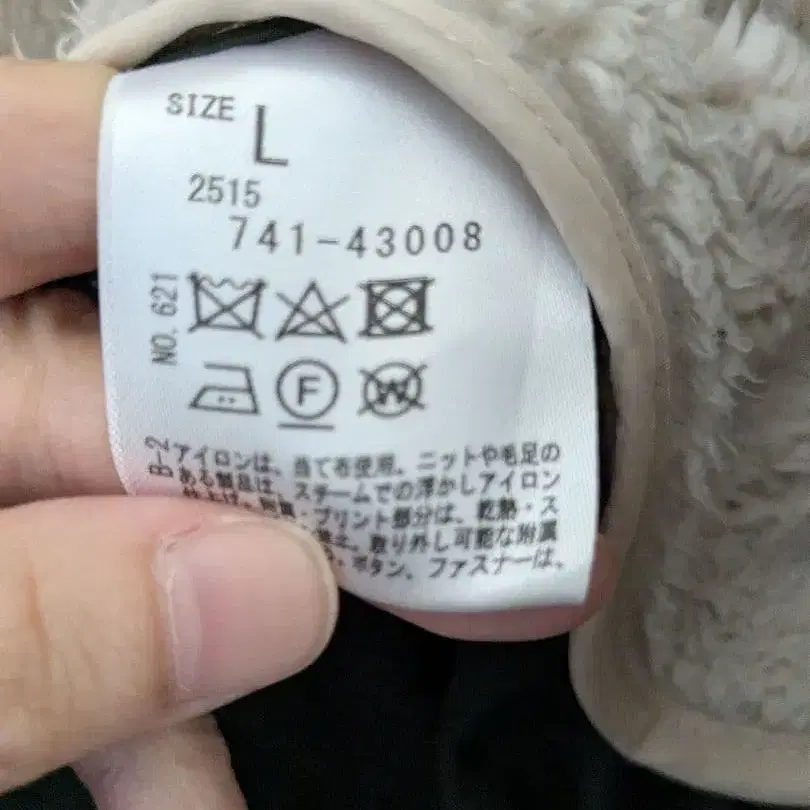 SIZE L
2515
741-43008
NO. 621
F
W
B-2
アイロンは、当て布使用。ニットや毛足の
ある製品は、スチームでの浮かしアイロン
プリント部分は、乾熱・ス
取り外し可能な附属
ボタン、ファスナーは、